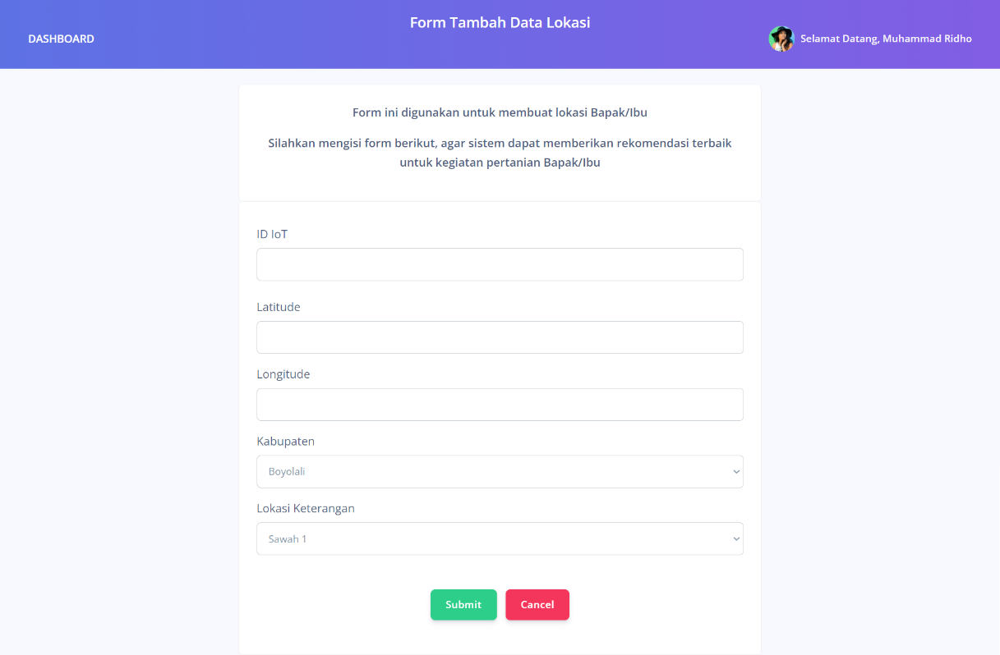 Form Tambah Data Lokasi
DASHBOARD
Selamat Datang, Muhammad Ridho
Form ini digunakan untuk membuat lokasi Bapak/Ibu
Silahkan mengisi form berikut, agar sistem dapat memberikan rekomendasi terbaik
untuk kegiatan pertanian Bapak/Ibu
ID IoT
Latitude
Longitude
Kabupaten
Boyolali
Lokasi Keterangan
Sawah 1
Submit
Cancel